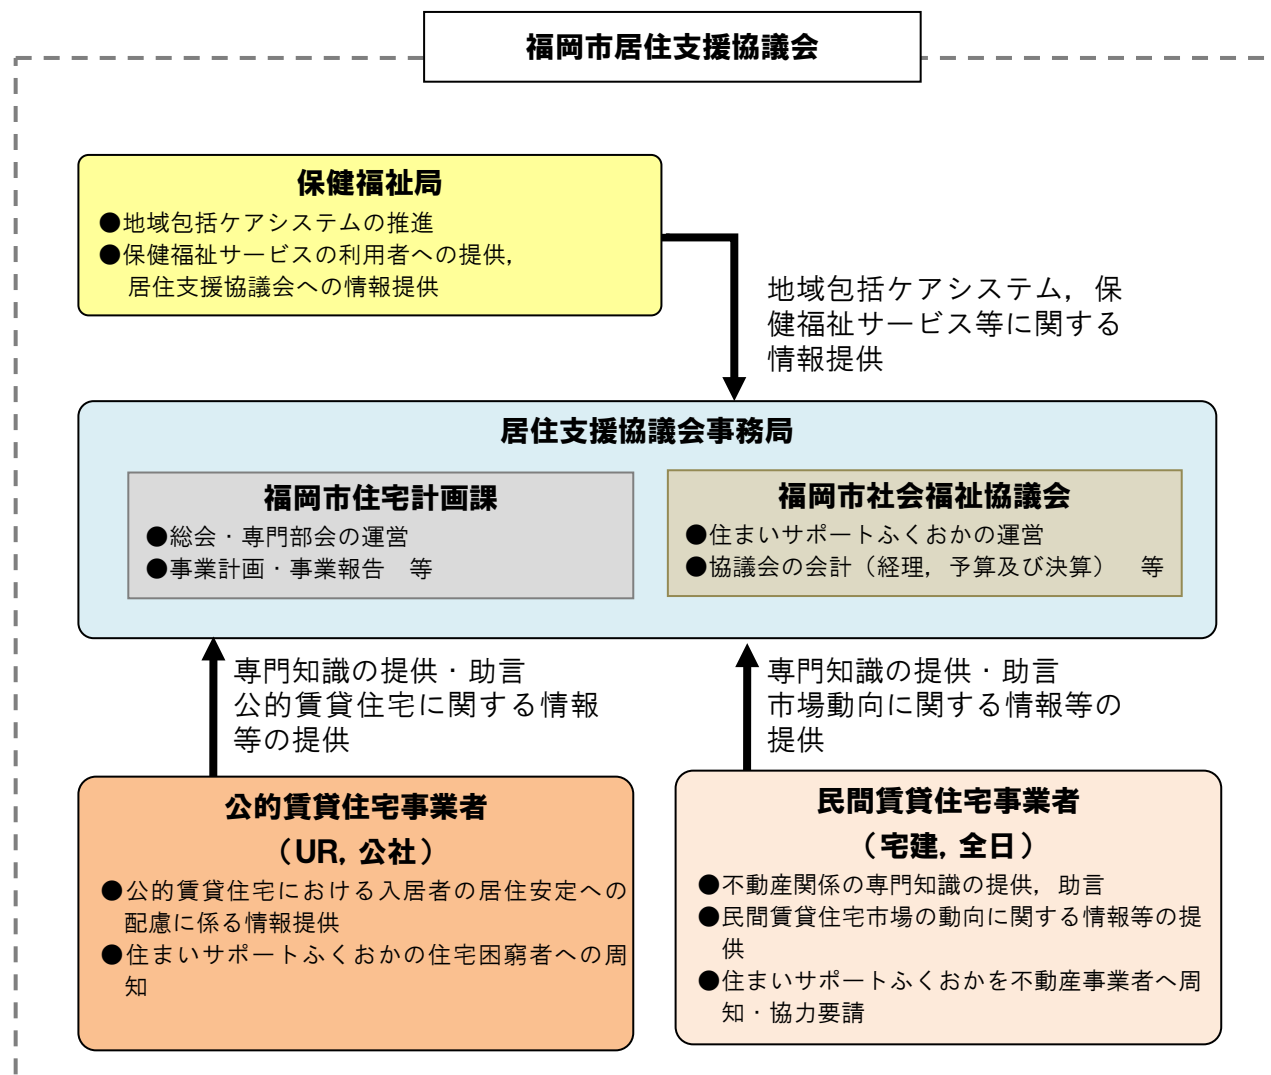 福岡市居住支援協議会
保健福祉局
●地域包括ケアシステムの推進
●保健福祉サービスの利用者への提供,
居住支援協議会への情報提供
地域包括ケアシステム，保
健福祉サービス等に関する
情報提供
居住支援協議会事務局
福岡市住宅計画課
●総会・専門部会の運営
●事業計画・事業報告　等
福岡市社会福祉協議会
●住まいサポートふくおかの運営
●協議会の会計（経理，予算及び決算）　等
専門知識の提供・助言
公的賃貸住宅に関する情報
等の提供
専門知識の提供・助言
市場動向に関する情報等の
提供
公的賃貸住宅事業者
（UR, 公社）
●公的賃貸住宅における入居者の居住安定への
配慮に係る情報提供
●住まいサポートふくおかの住宅困窮者への周
知
民間賃貸住宅事業者
（宅建, 全日）
●不動産関係の専門知識の提供，助言
●民間賃貸住宅市場の動向に関する情報等の提
供
●住まいサポートふくおかを不動産事業者へ周
知・協力要請